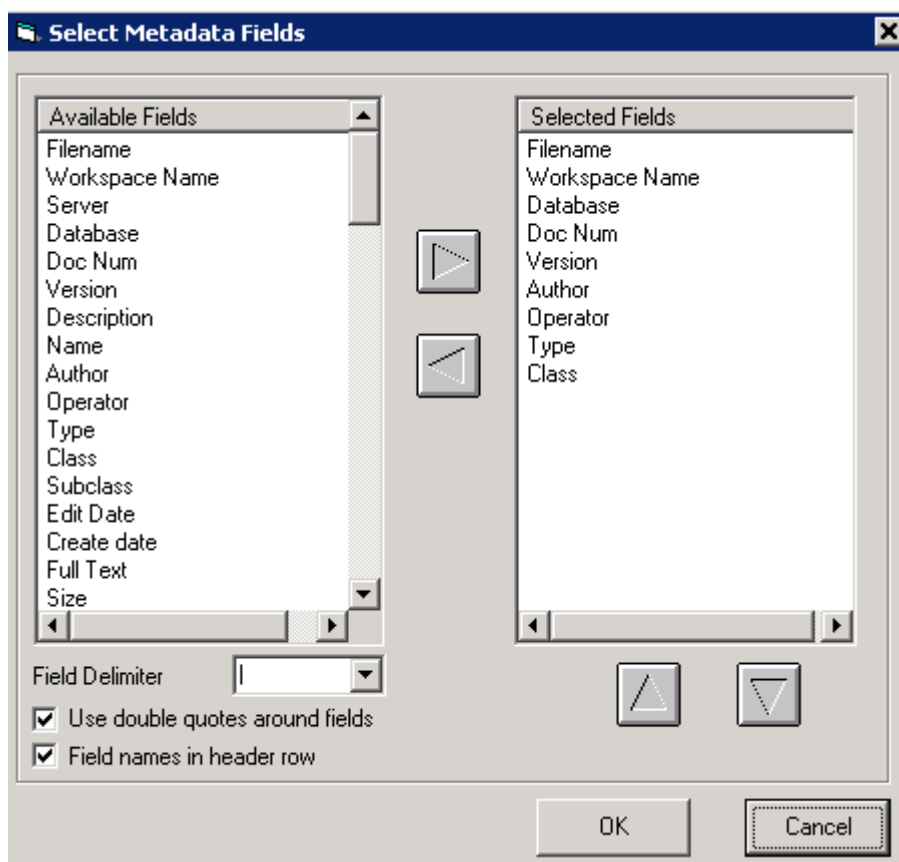 Select Metadata Fields
Available Fields
Filename
Workspace Name
Server
Database
Doc Num
Version
Description
Name
Author
Operator
Type
Class
Subclass
Edit Date
Create date
Full Text
Size
Selected Fields
Filename
Workspace Name
Database
Doc Num
Version
Author
Operator
Type
Class
Field Delimiter |
Use double quotes around fields
Field names in header row
OK Cancel